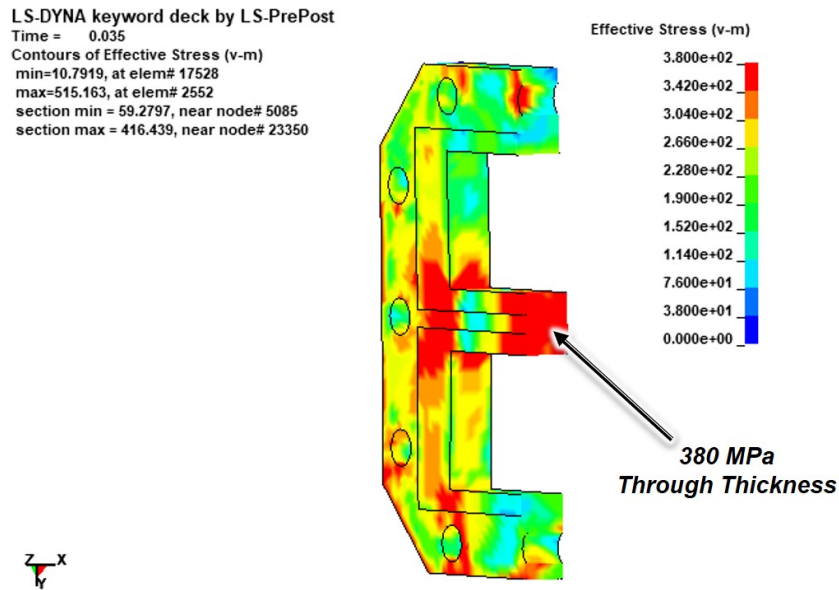 LS-DYNA keyword deck by LS-PrePost
Time = 0.035
Contours of Effective Stress (v-m)
min=10.7919, at elem# 17528
max=515.163, at elem# 2552
section min = 59.2797, near node# 5085
section max = 416.439, near node# 23350
Effective Stress (v-m)
3.800e+02
3.420e+02
3.040e+02
2.660e+02
2.280e+02
1.900e+02
1.520e+02
1.140e+02
7.600e+01
3.800e+01
0.000e+00
380 MPa
Through Thickness
Z X
Y